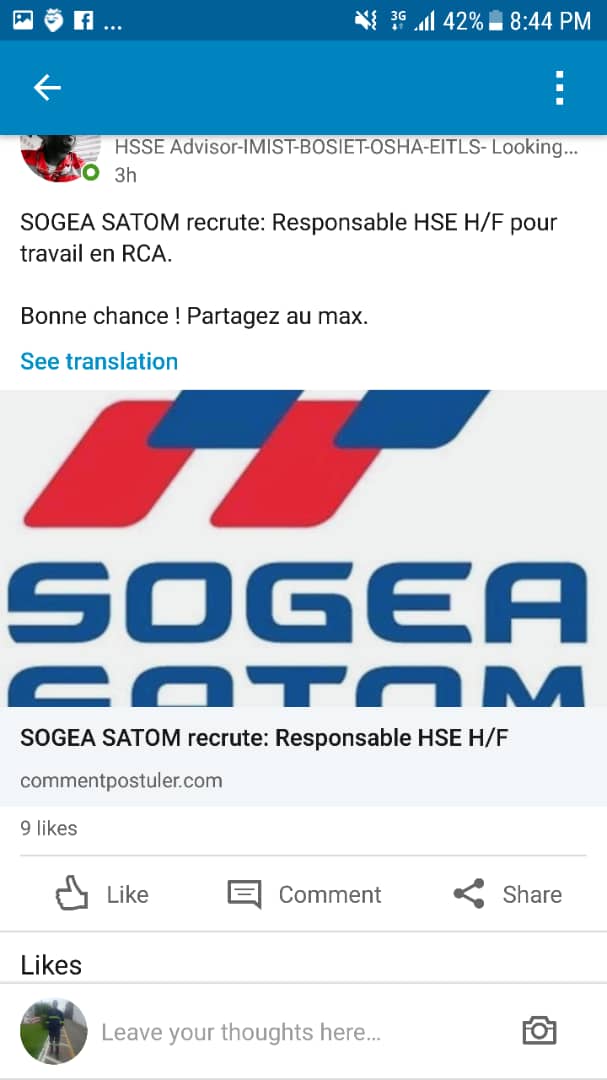 ... 3G 42% 8:44 PM
HSSE Advisor-IMIST-BOSIET-OSHA-EITLS- Looking...
3h
SOGEA SATOM recrute: Responsable HSE H/F pour
travail en RCA.
Bonne chance ! Partagez au max.
See translation
SOGEA
SATOM
SOGEA SATOM recrute: Responsable HSE H/F
commentpostuler.com
9 likes
Like Comment Share
Likes
Leave your thoughts here...